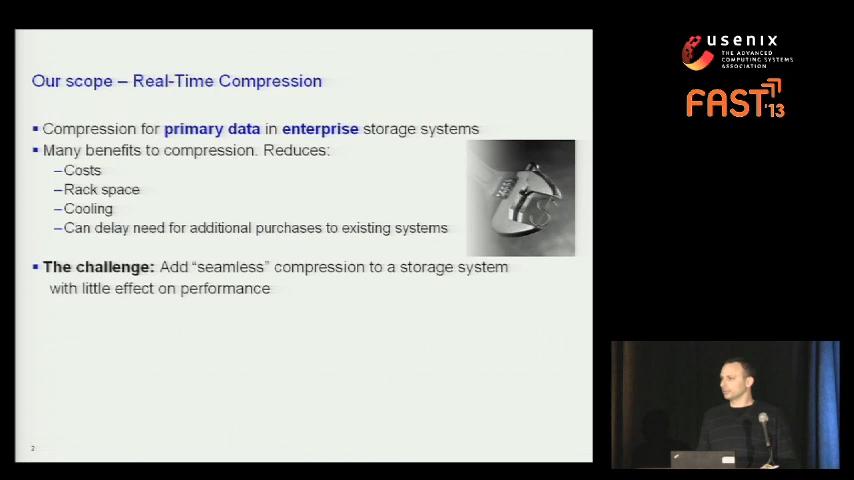 Our scope – Real-Time Compression
▪ Compression for primary data in enterprise storage systems
▪ Many benefits to compression. Reduces:
–Costs
–Rack space
–Cooling
–Can delay need for additional purchases to existing systems
▪ The challenge: Add “seamless” compression to a storage system
with little effect on performance
2
usenix
THE ADVANCED
COMPUTING SYSTEMS
ASSOCIATION
FAST '13